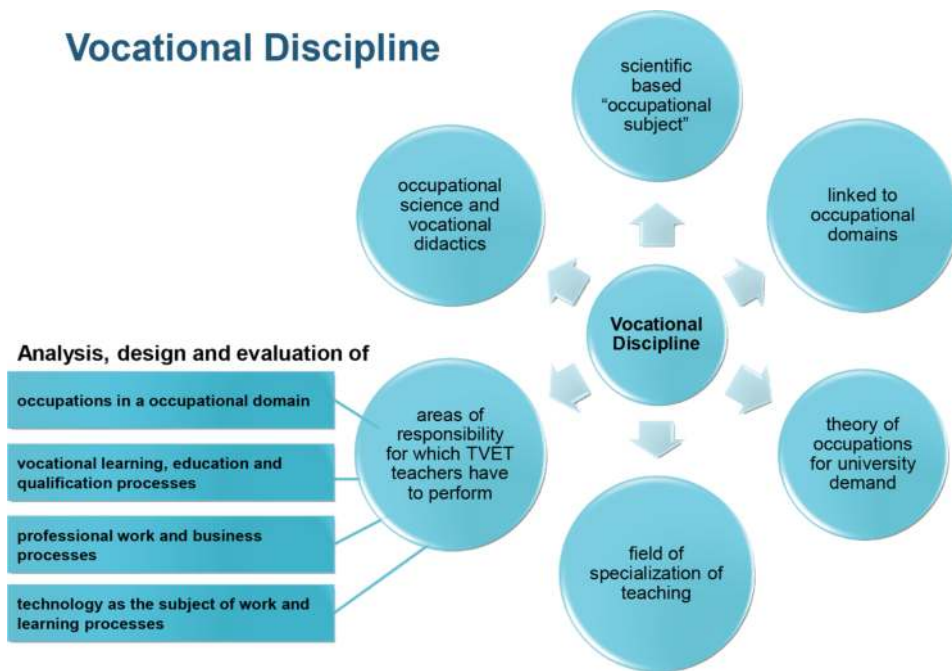 Vocational Discipline
scientific
based
“occupational
subject”
occupational
science and
vocational
didactics
linked to
occupational
domains
Vocational
Discipline
Analysis, design and evaluation of
occupations in a occupational domain
vocational learning, education and
qualification processes
professional work and business
processes
technology as the subject of work and
learning processes
areas of
responsibility
for which TVET
teachers have
to perform
theory of
occupations
for university
demand
field of
specialization of
teaching